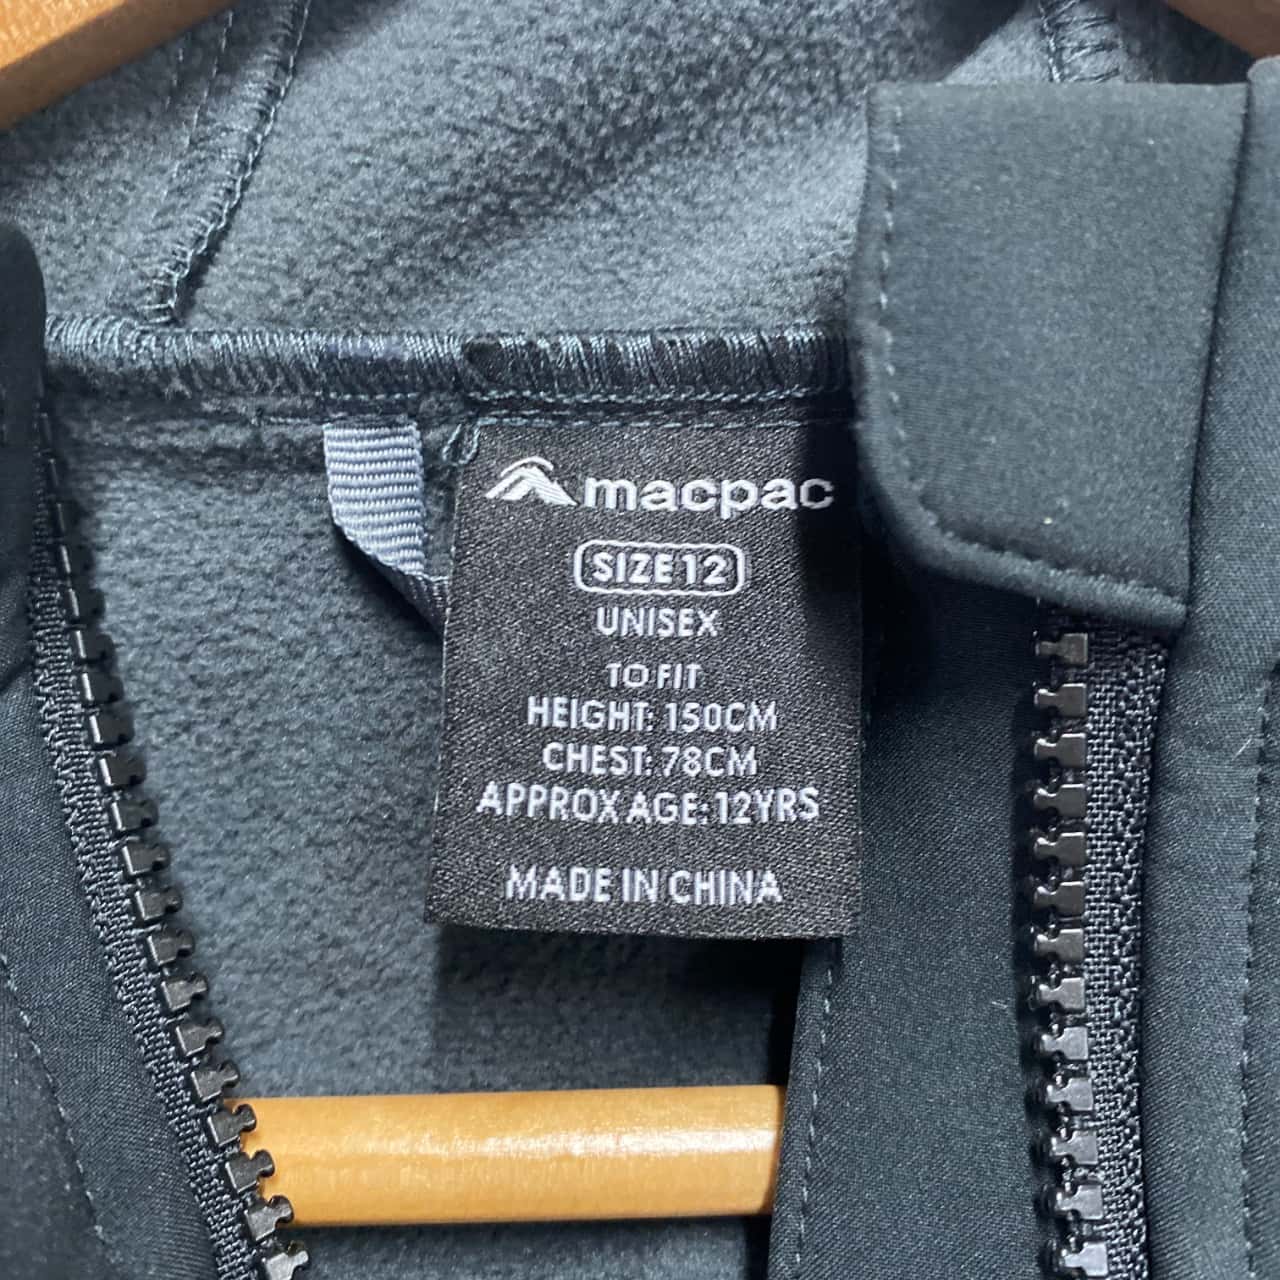 macpac
SIZE 12
UNISEX
TO FIT
HEIGHT: 150CM
CHEST: 78CM
APPROX AGE: 12YRS
MADE IN CHINA